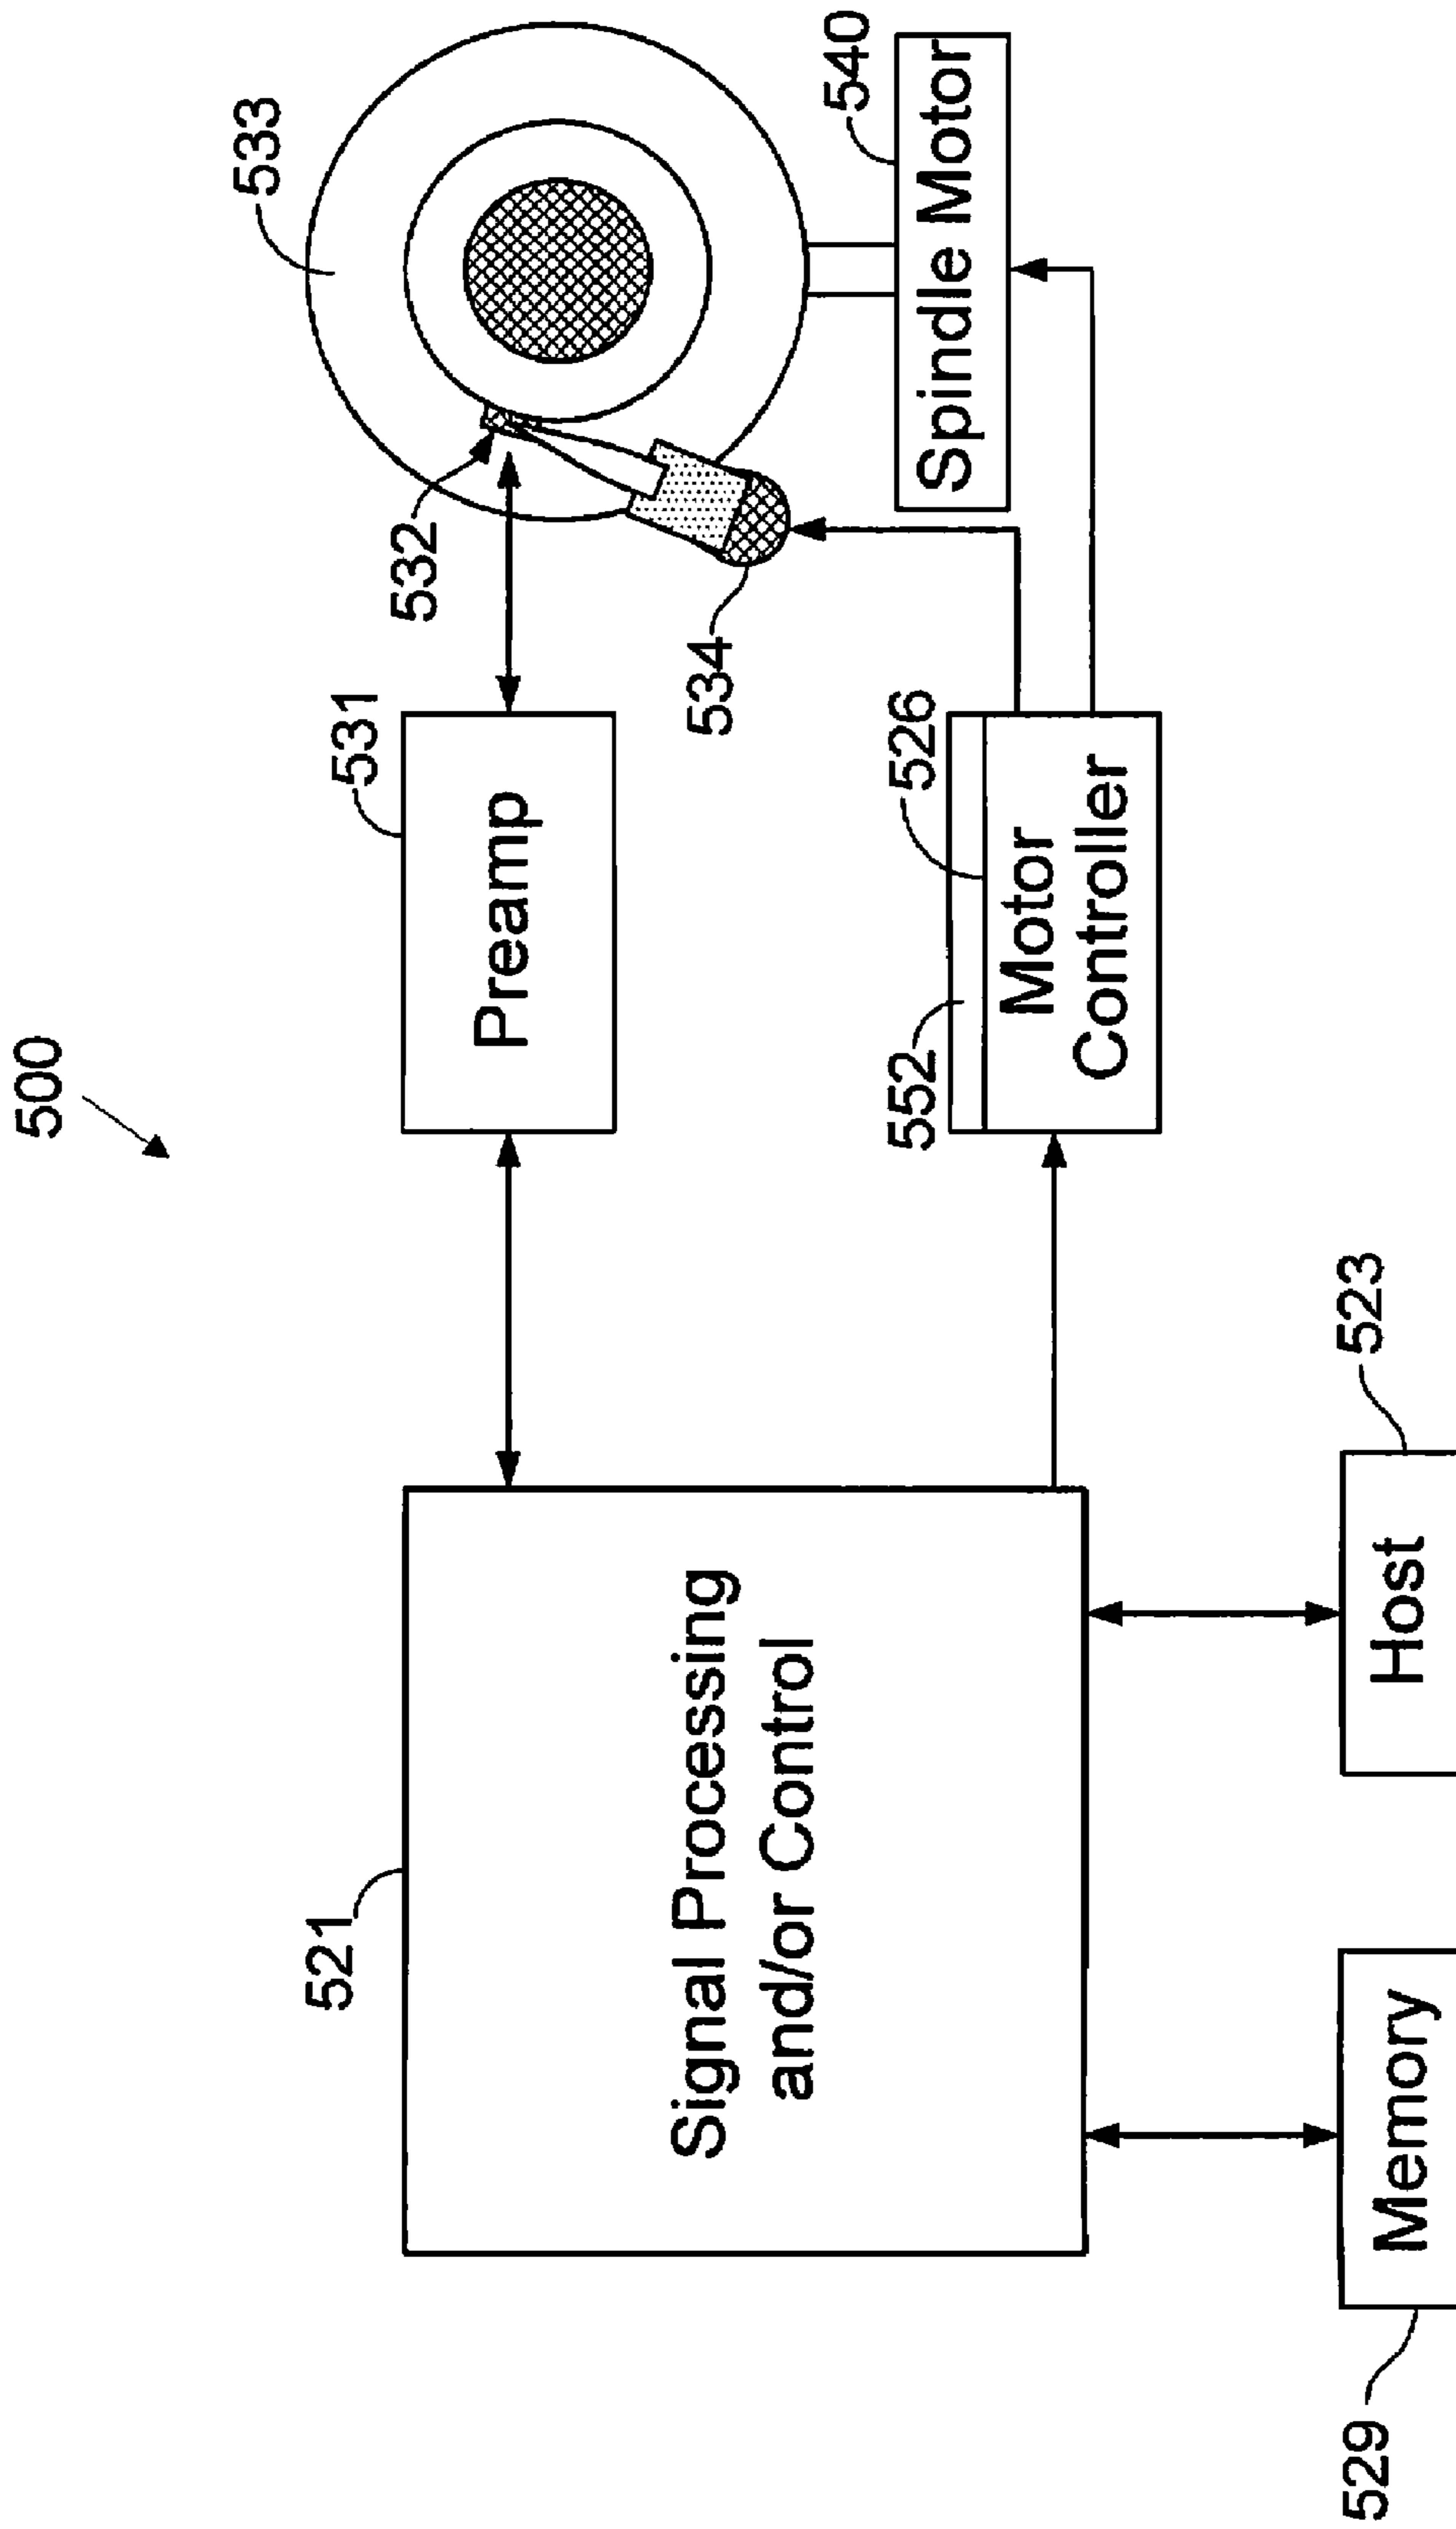 500
521
Signal Processing
and/or Control
531
Preamp
532
533
534
540
Spindle Motor
552
526
Motor
Controller
529
Memory
523
Host